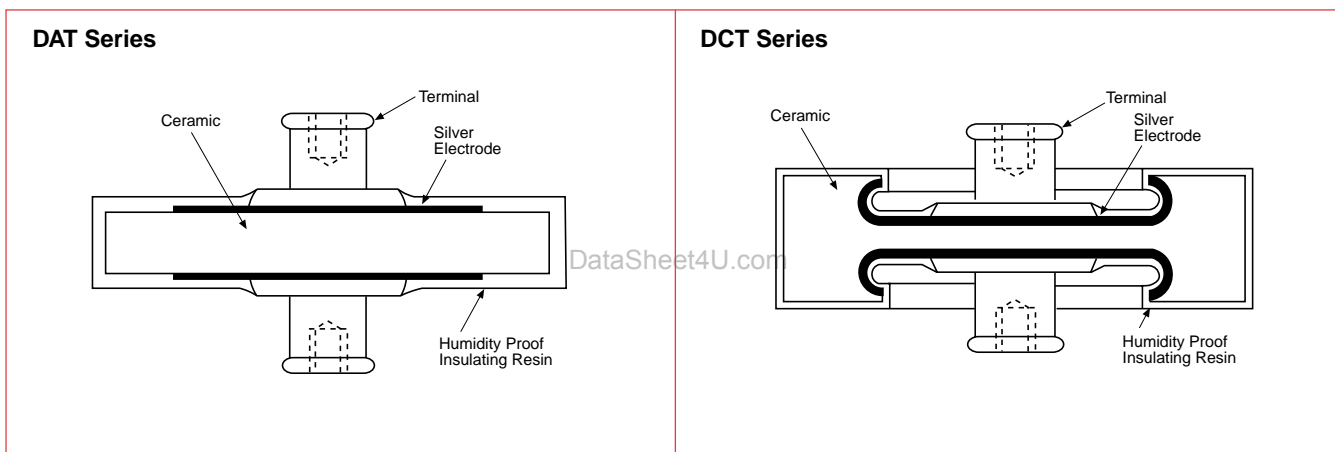 DAT Series
Terminal
Ceramic
Silver
Electrode
Humidity Proof
Insulating Resin
DCT Series
Terminal
Ceramic
Silver
Electrode
Humidity Proof
Insulating Resin
DataSheet4U.com